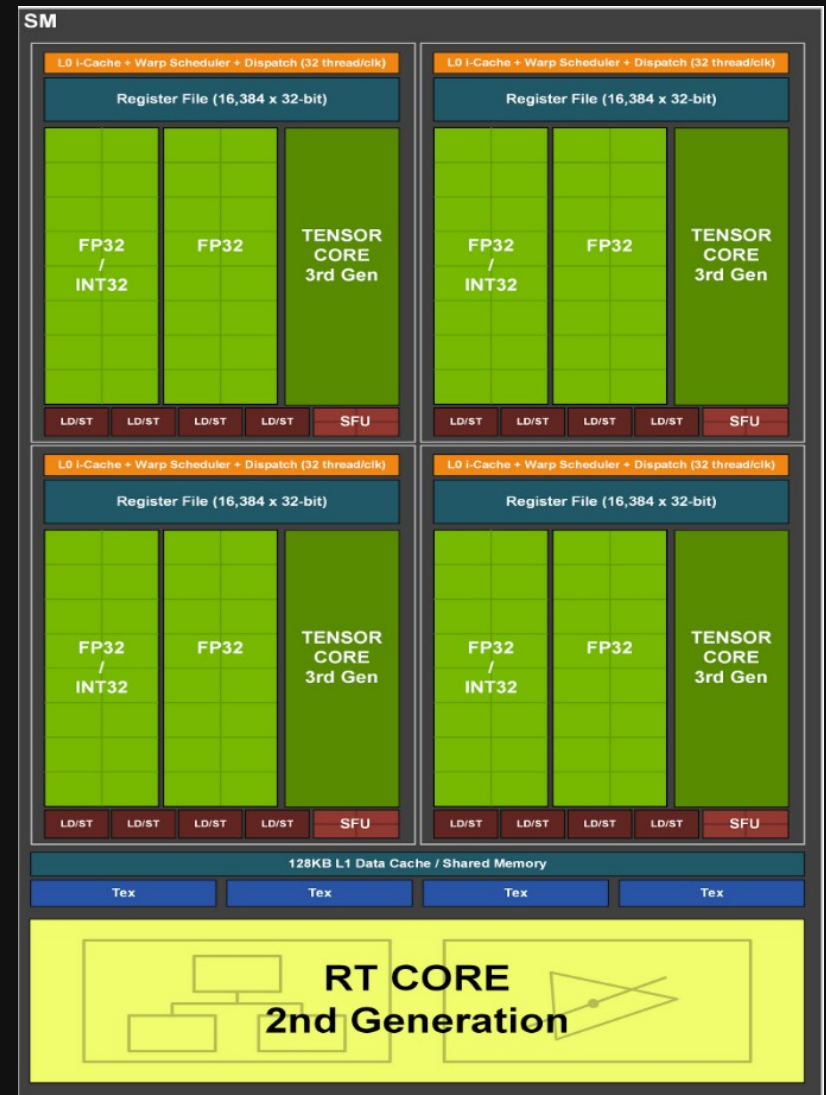 SM
L0 i-Cache + Warp Scheduler + Dispatch (32 thread/clk)
Register File (16,384 x 32-bit)
FP32
/
INT32
FP32
TENSOR
CORE
3rd Gen
LD/ST LD/ST LD/ST LD/ST SFU
L0 i-Cache + Warp Scheduler + Dispatch (32 thread/clk)
Register File (16,384 x 32-bit)
FP32
/
INT32
FP32
TENSOR
CORE
3rd Gen
LD/ST LD/ST LD/ST LD/ST SFU
L0 i-Cache + Warp Scheduler + Dispatch (32 thread/clk)
Register File (16,384 x 32-bit)
FP32
/
INT32
FP32
TENSOR
CORE
3rd Gen
LD/ST LD/ST LD/ST LD/ST SFU
L0 i-Cache + Warp Scheduler + Dispatch (32 thread/clk)
Register File (16,384 x 32-bit)
FP32
/
INT32
FP32
TENSOR
CORE
3rd Gen
LD/ST LD/ST LD/ST LD/ST SFU
128KB L1 Data Cache / Shared Memory
Tex Tex Tex Tex
RT CORE
2nd Generation